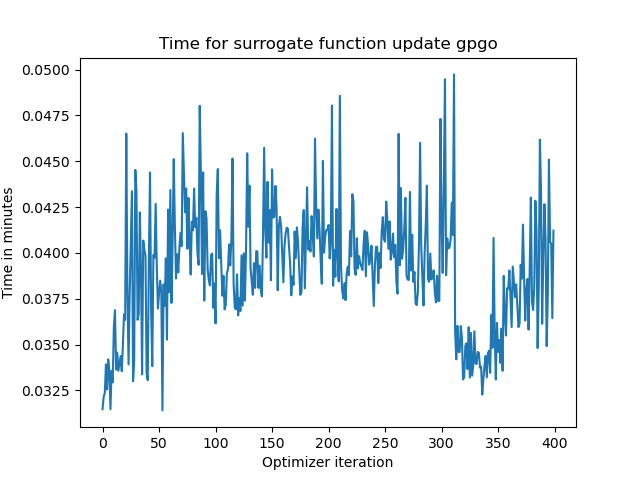 Time for surrogate function update gpgo
0.0500
0.0475
0.0450
0.0425
0.0400
0.0375
0.0350
0.0325
Time in minutes
0 50 100 150 200 250 300 350 400
Optimizer iteration